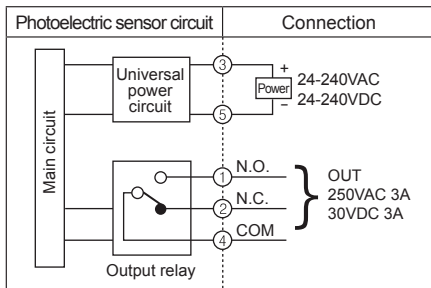 Photoelectric sensor circuit
Connection
Main circuit
Universal
power
circuit
3
5
+
Power
−
24-240VAC
24-240VDC
1
N.O.
2
N.C.
4
COM
OUT
250VAC 3A
30VDC 3A
Output relay